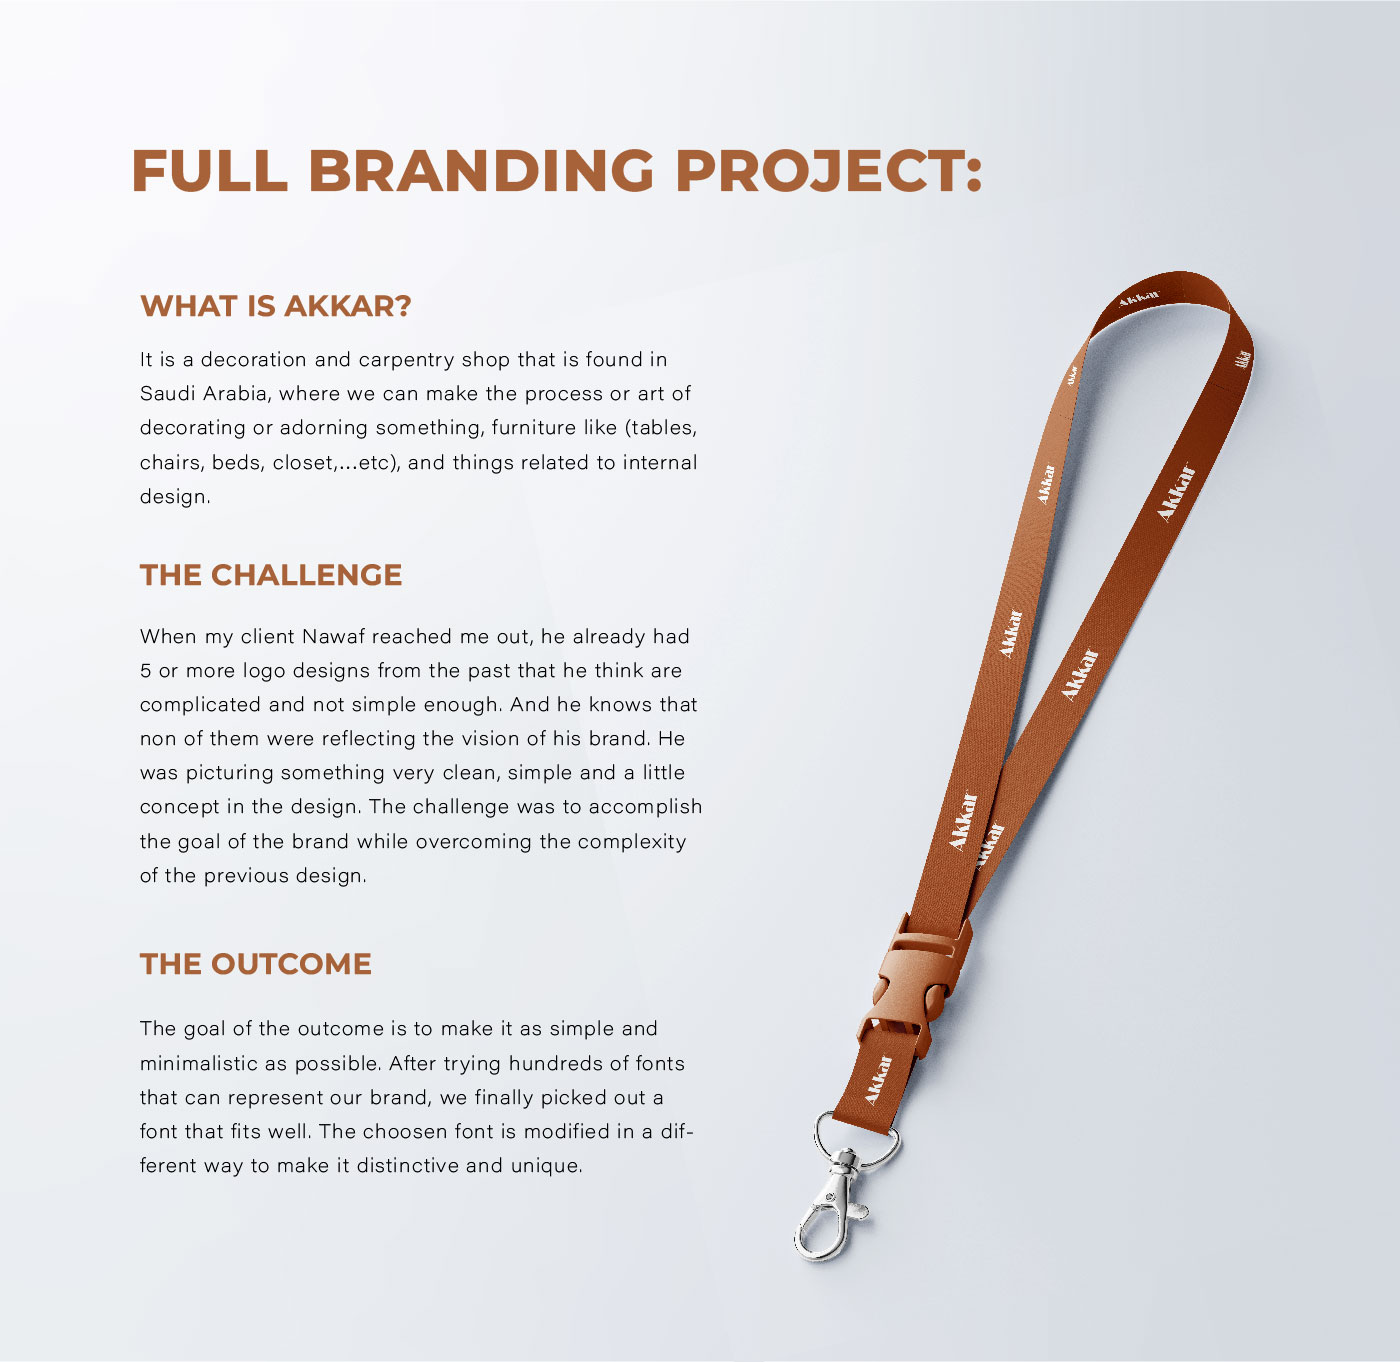 FULL BRANDING PROJECT:
WHAT IS AKKAR?
It is a decoration and carpentry shop that is found in
Saudi Arabia, where we can make the process or art of
decorating or adorning something, furniture like (tables,
chairs, beds, closet,...etc), and things related to internal
design.
THE CHALLENGE
When my client Nawaf reached me out, he already had
5 or more logo designs from the past that he think are
complicated and not simple enough. And he knows that
non of them were reflecting the vision of his brand. He
was picturing something very clean, simple and a little
concept in the design. The challenge was to accomplish
the goal of the brand while overcoming the complexity
of the previous design.
THE OUTCOME
The goal of the outcome is to make it as simple and
minimalistic as possible. After trying hundreds of fonts
that can represent our brand, we finally picked out a
font that fits well. The choosen font is modified in a dif-
ferent way to make it distinctive and unique.
Akkar
Akkar
Akkar
Akkar
Akkar
Akkar
Akkar
Akkar
Akkar
Akkar